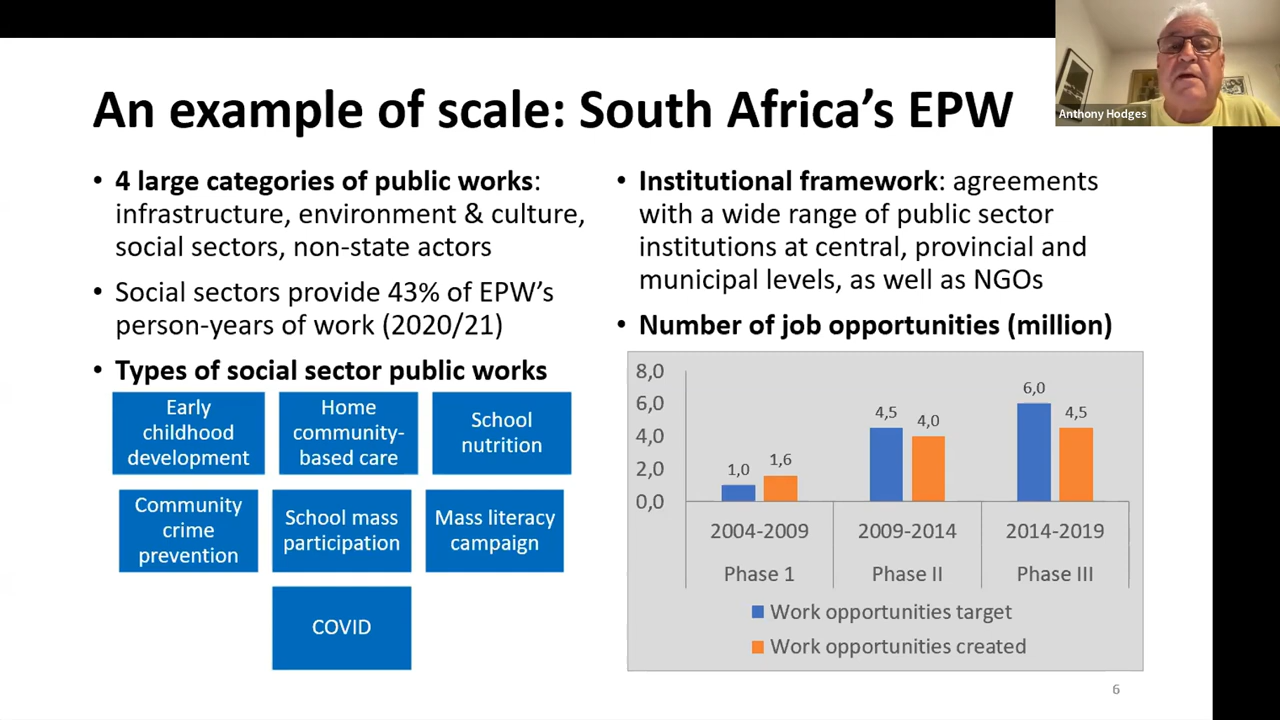 An example of scale: South Africa's EPW
Anthony Hodges
• 4 large categories of public works:
infrastructure, environment & culture,
social sectors, non-state actors
• Social sectors provide 43% of EPW's
person-years of work (2020/21)
• Types of social sector public works
Early
childhood
development
Home
community-
based care
School
nutrition
Community
crime
prevention
School mass
participation
Mass literacy
campaign
COVID
• Institutional framework: agreements
with a wide range of public sector
institutions at central, provincial and
municipal levels, as well as NGOs
• Number of job opportunities (million)
8,0
6,0
4,0
2,0
0,0
1,0
1,6
4,5
4,0
6,0
4,5
2004-2009
2009-2014
2014-2019
Phase 1
Phase II
Phase III
Work opportunities target
Work opportunities created
6